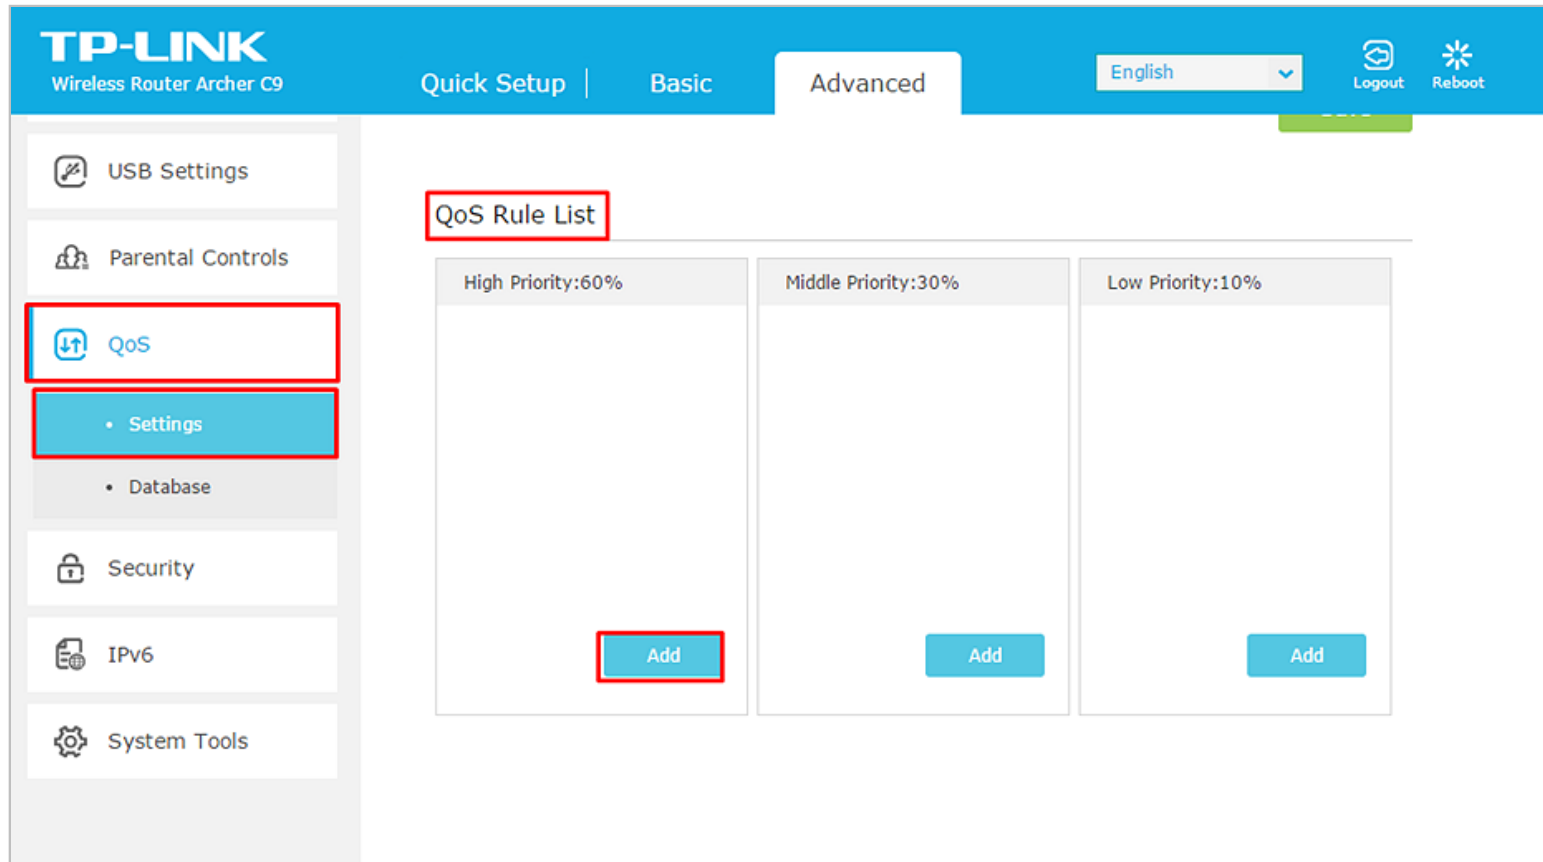 TP-LINK
Wireless Router Archer C9
Quick Setup
Basic
Advanced
English
Logout
Reboot
USB Settings
Parental Controls
QoS
• Settings
• Database
Security
IPv6
System Tools
QoS Rule List
High Priority:60%
Middle Priority:30%
Low Priority:10%
Add
Add
Add